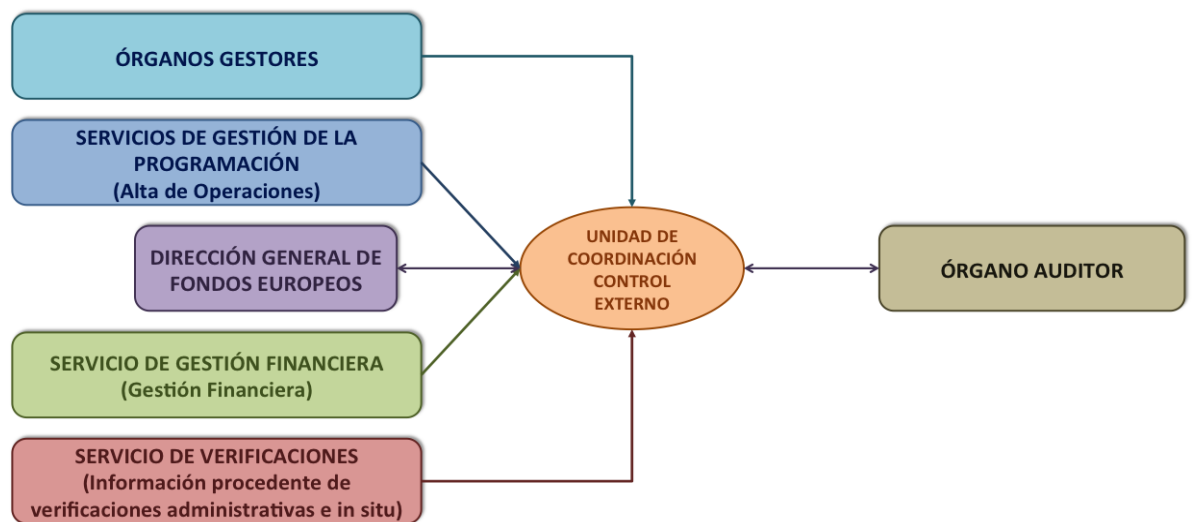 ÓRGANOS GESTORES
SERVICIOS DE GESTIÓN DE LA
PROGRAMACIÓN
(Alta de Operaciones)
DIRECCIÓN GENERAL DE
FONDOS EUROPEOS
SERVICIO DE GESTIÓN FINANCIERA
(Gestión Financiera)
SERVICIO DE VERIFICACIONES
(Información procedente de
verificaciones administrativas e in situ)
UNIDAD DE
COORDINACIÓN
CONTROL
EXTERNO
ÓRGANO AUDITOR